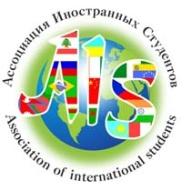 Ассоциация Иностранных Студентов
AIS
Association of international students